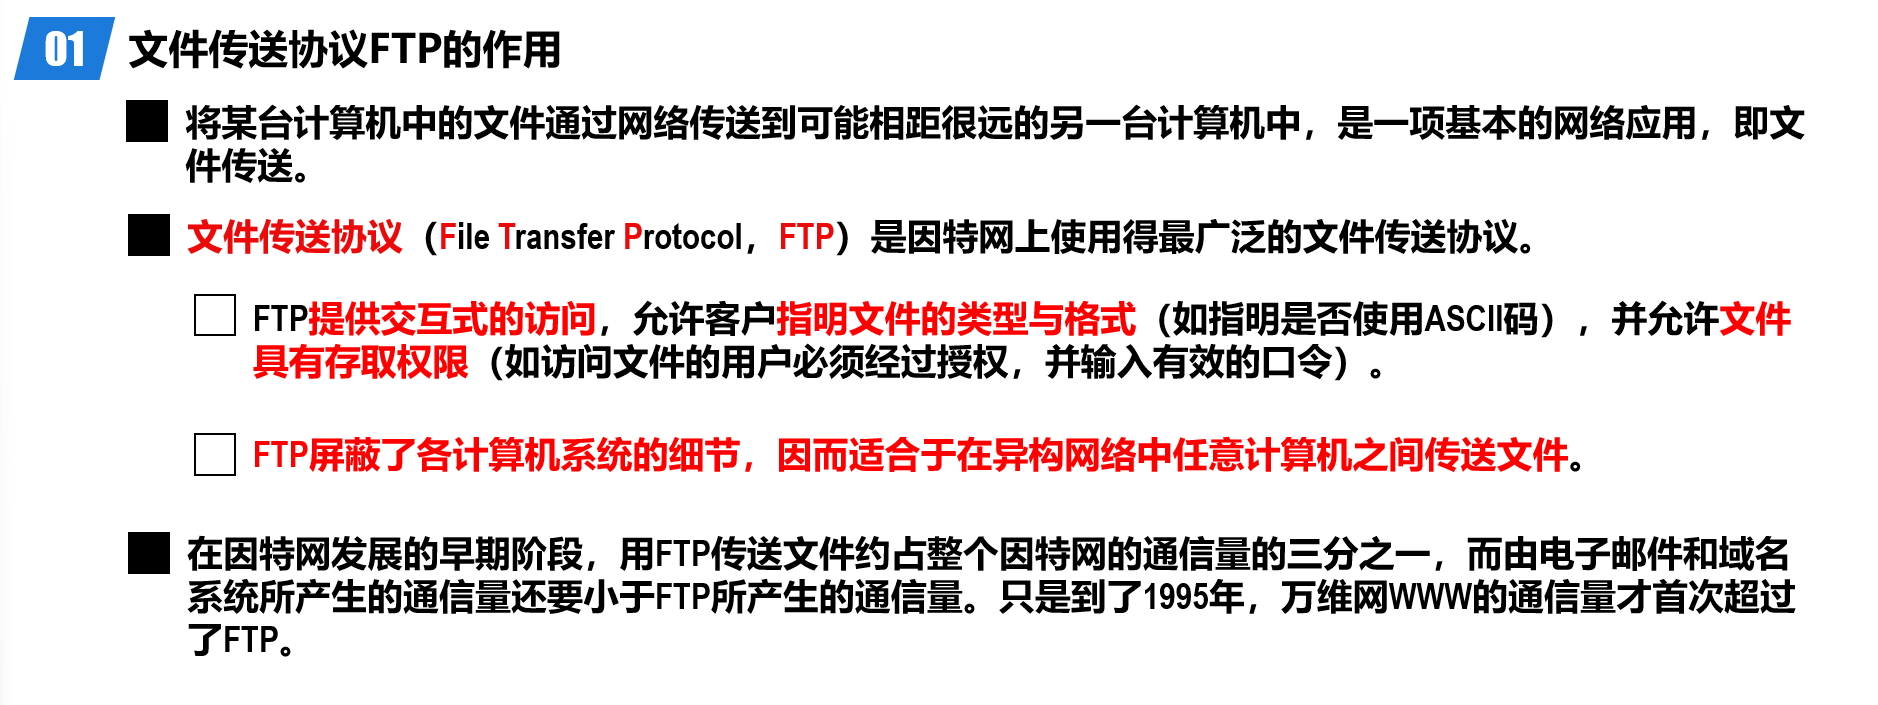 01 文件传送协议FTP的作用
将某台计算机中的文件通过网络传送到可能相距很远的另一台计算机中，是一项基本的网络应用，即文
件传送。
文件传送协议（File Transfer Protocol，FTP）是因特网上使用得最广泛的文件传送协议。
FTP提供交互式的访问，允许客户指明文件的类型与格式（如指明是否使用ASCII码），并允许文件
具有存取权限（如访问文件的用户必须经过授权，并输入有效的口令）。
FTP屏蔽了各计算机系统的细节，因而适合于在异构网络中任意计算机之间传送文件。
在因特网发展的早期阶段，用FTP传送文件约占整个因特网的通信量的三分之一，而由电子邮件和域名
系统所产生的通信量还要小于FTP所产生的通信量。只是到了1995年，万维网WWW的通信量才首次超过
了FTP。